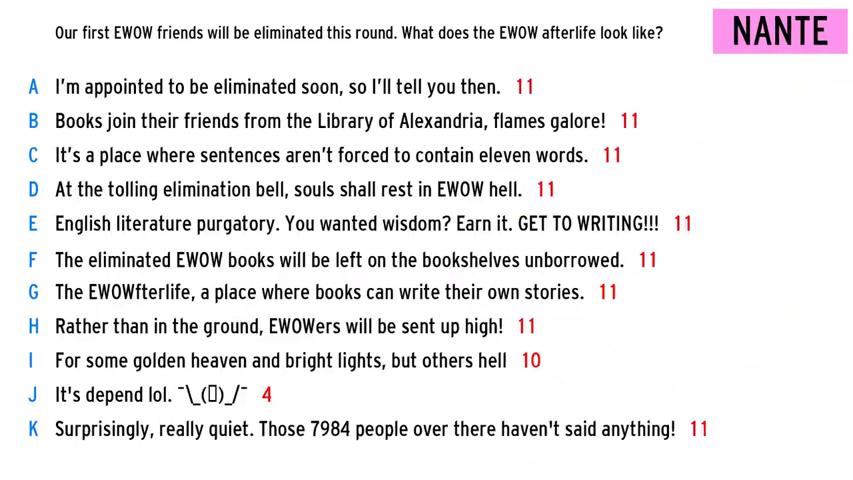 Our first EWOW friends will be eliminated this round. What does the EWOW afterlife look like?
NANTE
A I'm appointed to be eliminated soon, so I'll tell you then. 11
B Books join their friends from the Library of Alexandria, flames galore! 11
C It's a place where sentences aren't forced to contain eleven words. 11
D At the tolling elimination bell, souls shall rest in EWOW hell. 11
E English literature purgatory. You wanted wisdom? Earn it. GET TO WRITING!!! 11
F The eliminated EWOW books will be left on the bookshelves unborrowed. 11
G The EWOWfterlife, a place where books can write their own stories. 11
H Rather than in the ground, EWOWers will be sent up high! 11
I For some golden heaven and bright lights, but others hell 10
J It's depend lol. ¯\_(▯)_/¯ 4
K Surprisingly, really quiet. Those 7984 people over there haven't said anything! 11